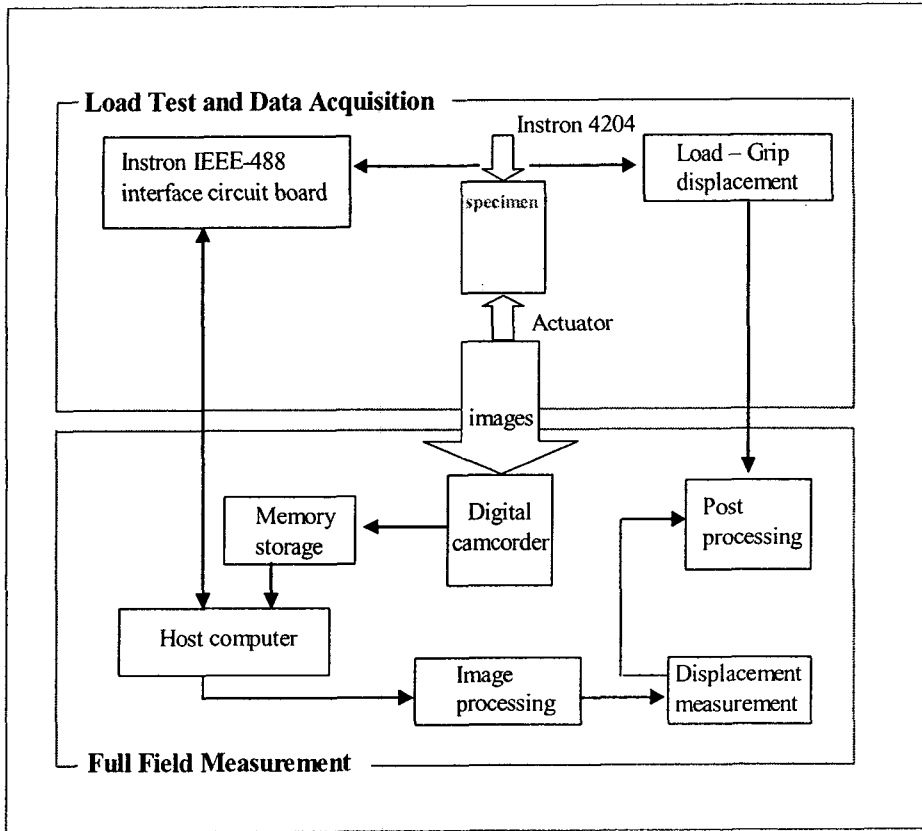 Load Test and Data Acquisition
Instron 4204
Instron IEEE-488
interface circuit board
specimen
Load – Grip
displacement
Actuator
images
Memory
storage
Digital
camcorder
Post
processing
Host computer
Image
processing
Displacement
measurement
Full Field Measurement